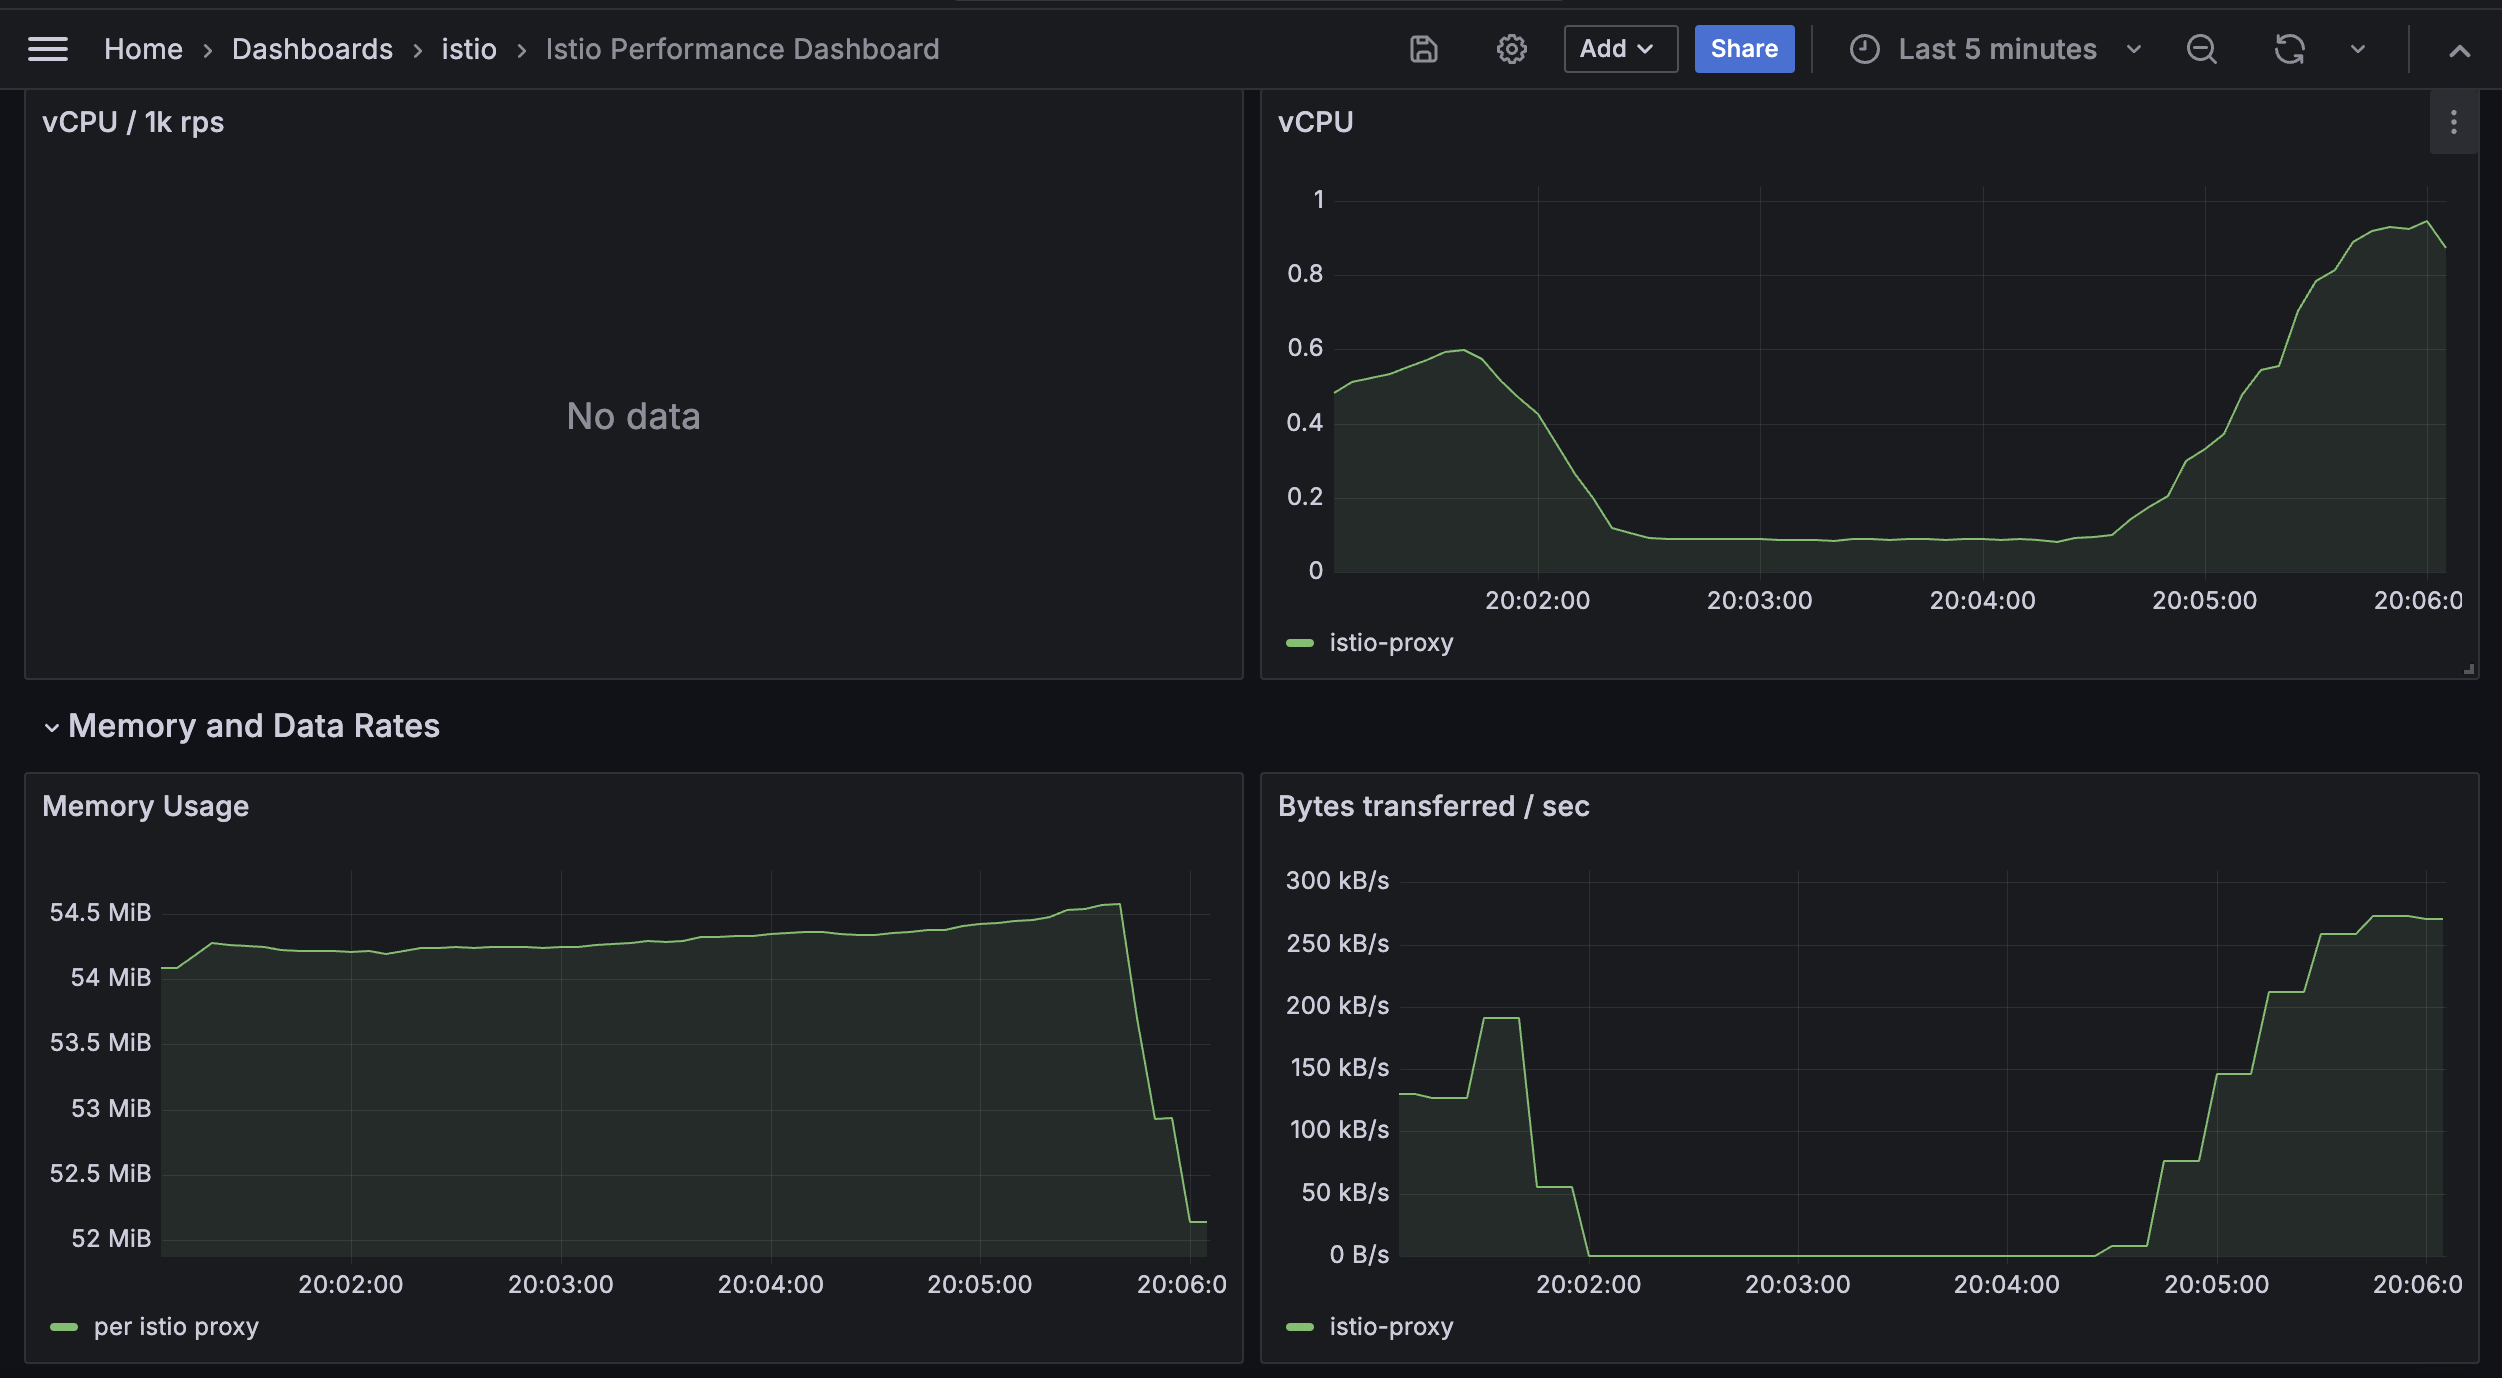 Home › Dashboards › istio › Istio Performance Dashboard
Add
Share
Last 5 minutes
vCPU / 1k rps
No data
vCPU
1
0.8
0.6
0.4
0.2
0
20:02:00 20:03:00 20:04:00 20:05:00 20:06:0
istio-proxy
Memory and Data Rates
Memory Usage
54.5 MiB
54 MiB
53.5 MiB
53 MiB
52.5 MiB
52 MiB
20:02:00 20:03:00 20:04:00 20:05:00 20:06:0
per istio proxy
Bytes transferred / sec
300 kB/s
250 kB/s
200 kB/s
150 kB/s
100 kB/s
50 kB/s
0 B/s
20:02:00 20:03:00 20:04:00 20:05:00 20:06:0
istio-proxy